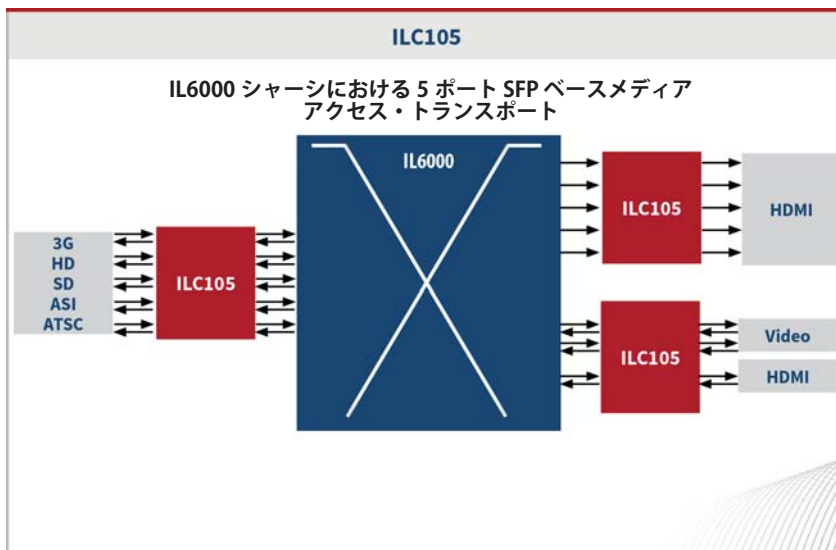 ILC105
IL6000 シャーシにおける 5 ポート SFP ベースメディア
アクセス・トランスポート
IL6000
3G
HD
SD
ASI
ATSC
ILC105
ILC105
HDMI
ILC105
Video
HDMI